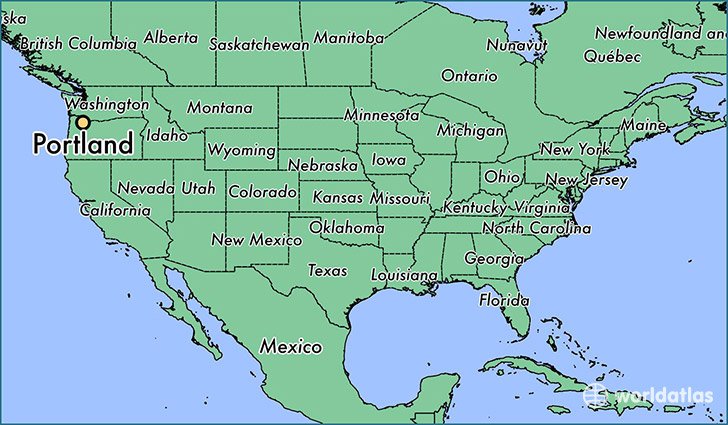 ska
British Columbia
Alberta
Saskatchewan
Manitoba
Nunavut
Newfoundland and
Québec
Ontario
Washington
Montana
Minnesota
Michigan
Maine
Portland
Idaho
Wyoming
Nebraska
Iowa
Ohio
New York
New Jersey
Nevada
Utah
Colorado
Kansas
Missouri
Kentucky
Virginia
California
New Mexico
Oklahoma
North Carolina
Texas
Louisiana
Georgia
Florida
Mexico
worldatlas